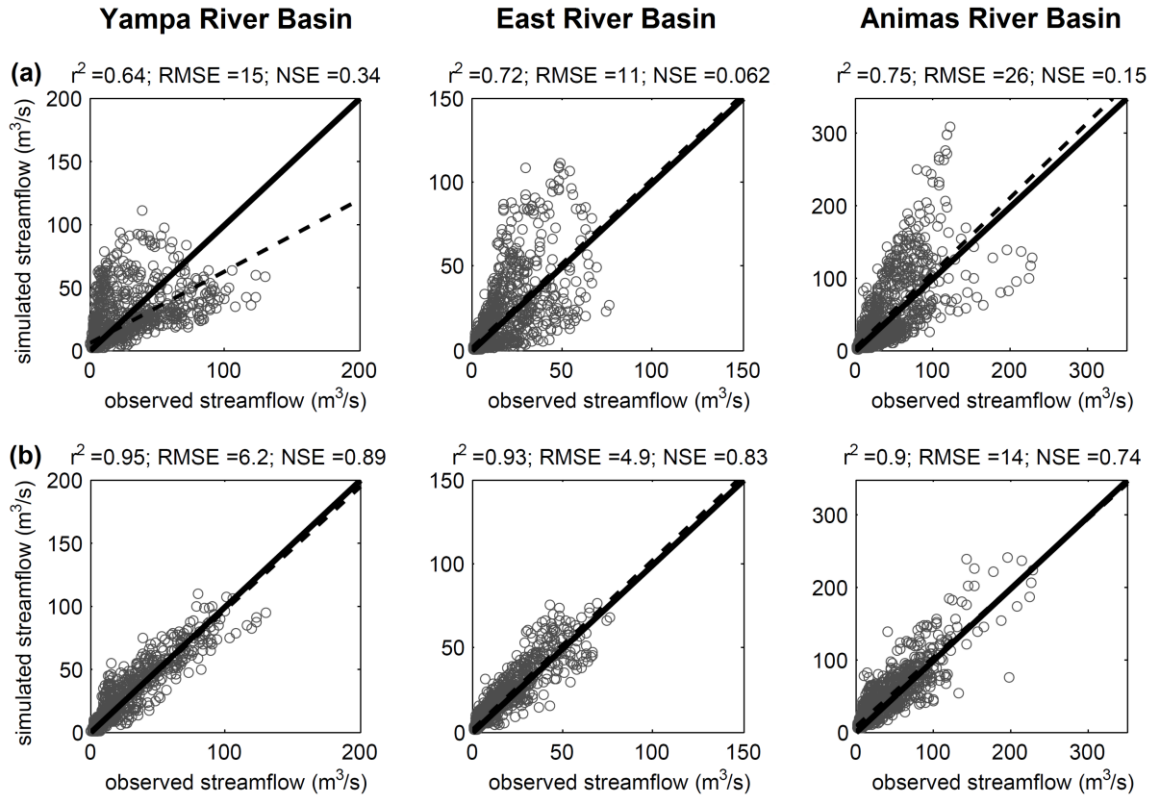 Yampa River Basin
East River Basin
Animas River Basin
(a)
r² =0.64; RMSE =15; NSE =0.34
r² =0.72; RMSE =11; NSE =0.062
r² =0.75; RMSE =26; NSE =0.15
simulated streamflow (m³/s)
200
150
100
50
0
0
100
200
observed streamflow (m³/s)
150
100
50
0
0
50
100
150
observed streamflow (m³/s)
300
200
100
0
0
100
200
300
observed streamflow (m³/s)
(b)
r² =0.95; RMSE =6.2; NSE =0.89
r² =0.93; RMSE =4.9; NSE =0.83
r² =0.9; RMSE =14; NSE =0.74
simulated streamflow (m³/s)
200
150
100
50
0
0
100
200
observed streamflow (m³/s)
150
100
50
0
0
50
100
150
observed streamflow (m³/s)
300
200
100
0
0
100
200
300
observed streamflow (m³/s)